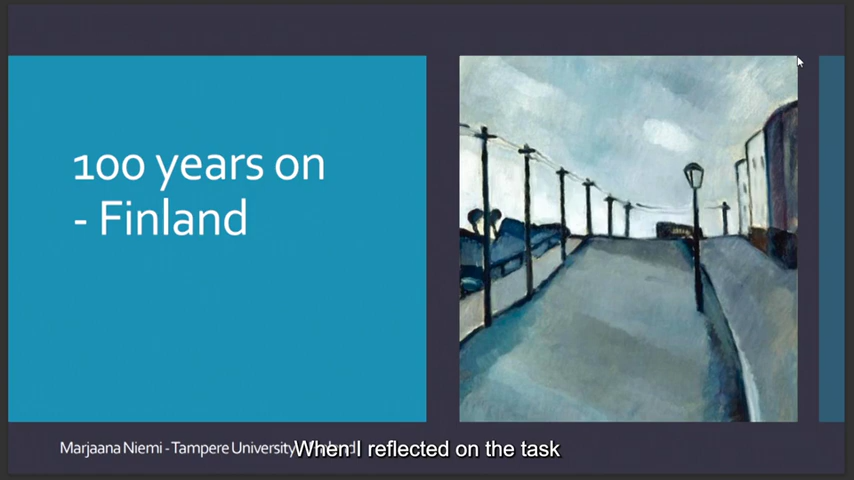 100 years on
- Finland
Marjaana Niemi - Tampere University
When I reflected on the task